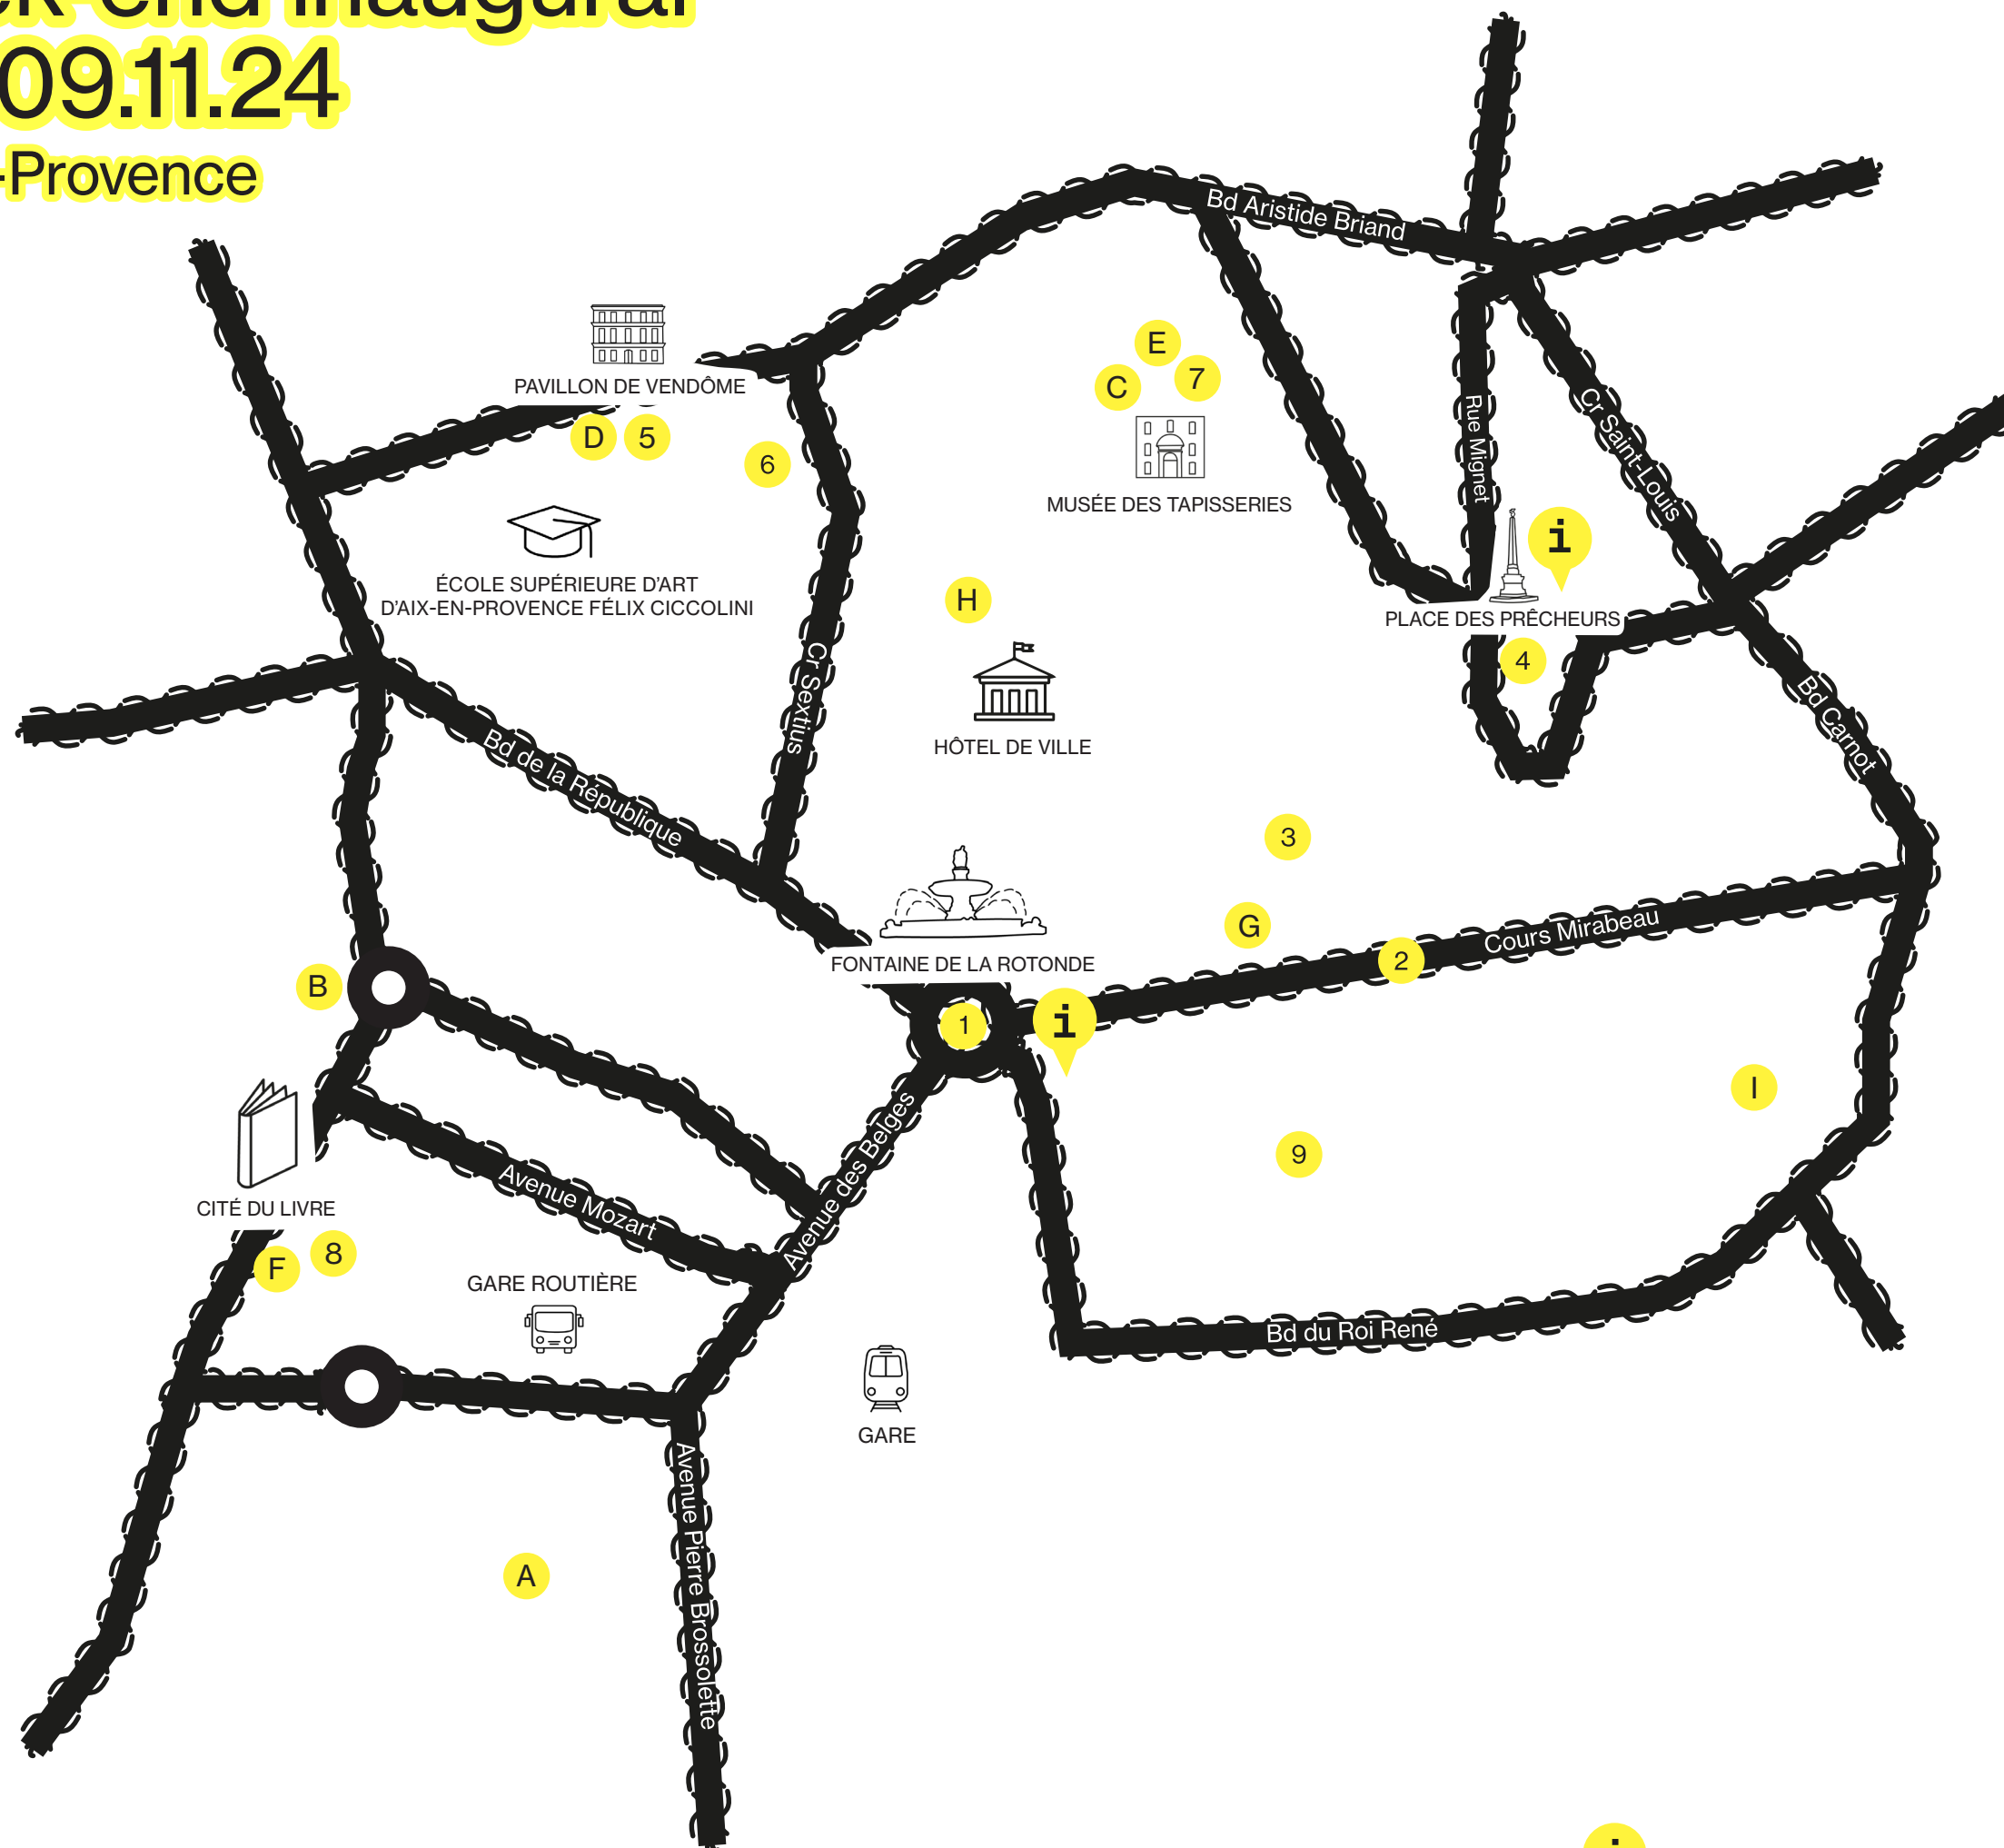 inaugural
09.11.24
-Provence
Bd Aristide Briand
PAVILLON DE VENDÔME
E
C
7
D
5
6
Rue Mignet
Cr Saint-Louis
MUSÉE DES TAPISSERIES
i
ÉCOLE SUPÉRIEURE D'ART
D'AIX-EN-PROVENCE FÉLIX CICCOLINI
H
PLACE DES PRÊCHEURS
4
Cr Sextius
HÔTEL DE VILLE
Bd Carnot
Bd de la République
3
G
Cours Mirabeau
2
FONTAINE DE LA ROTONDE
B
1
i
I
9
Avenue des Belges
Avenue Mozart
CITÉ DU LIVRE
F
8
GARE ROUTIÈRE
Bd du Roi René
GARE
Avenue Pierre Brossolette
A